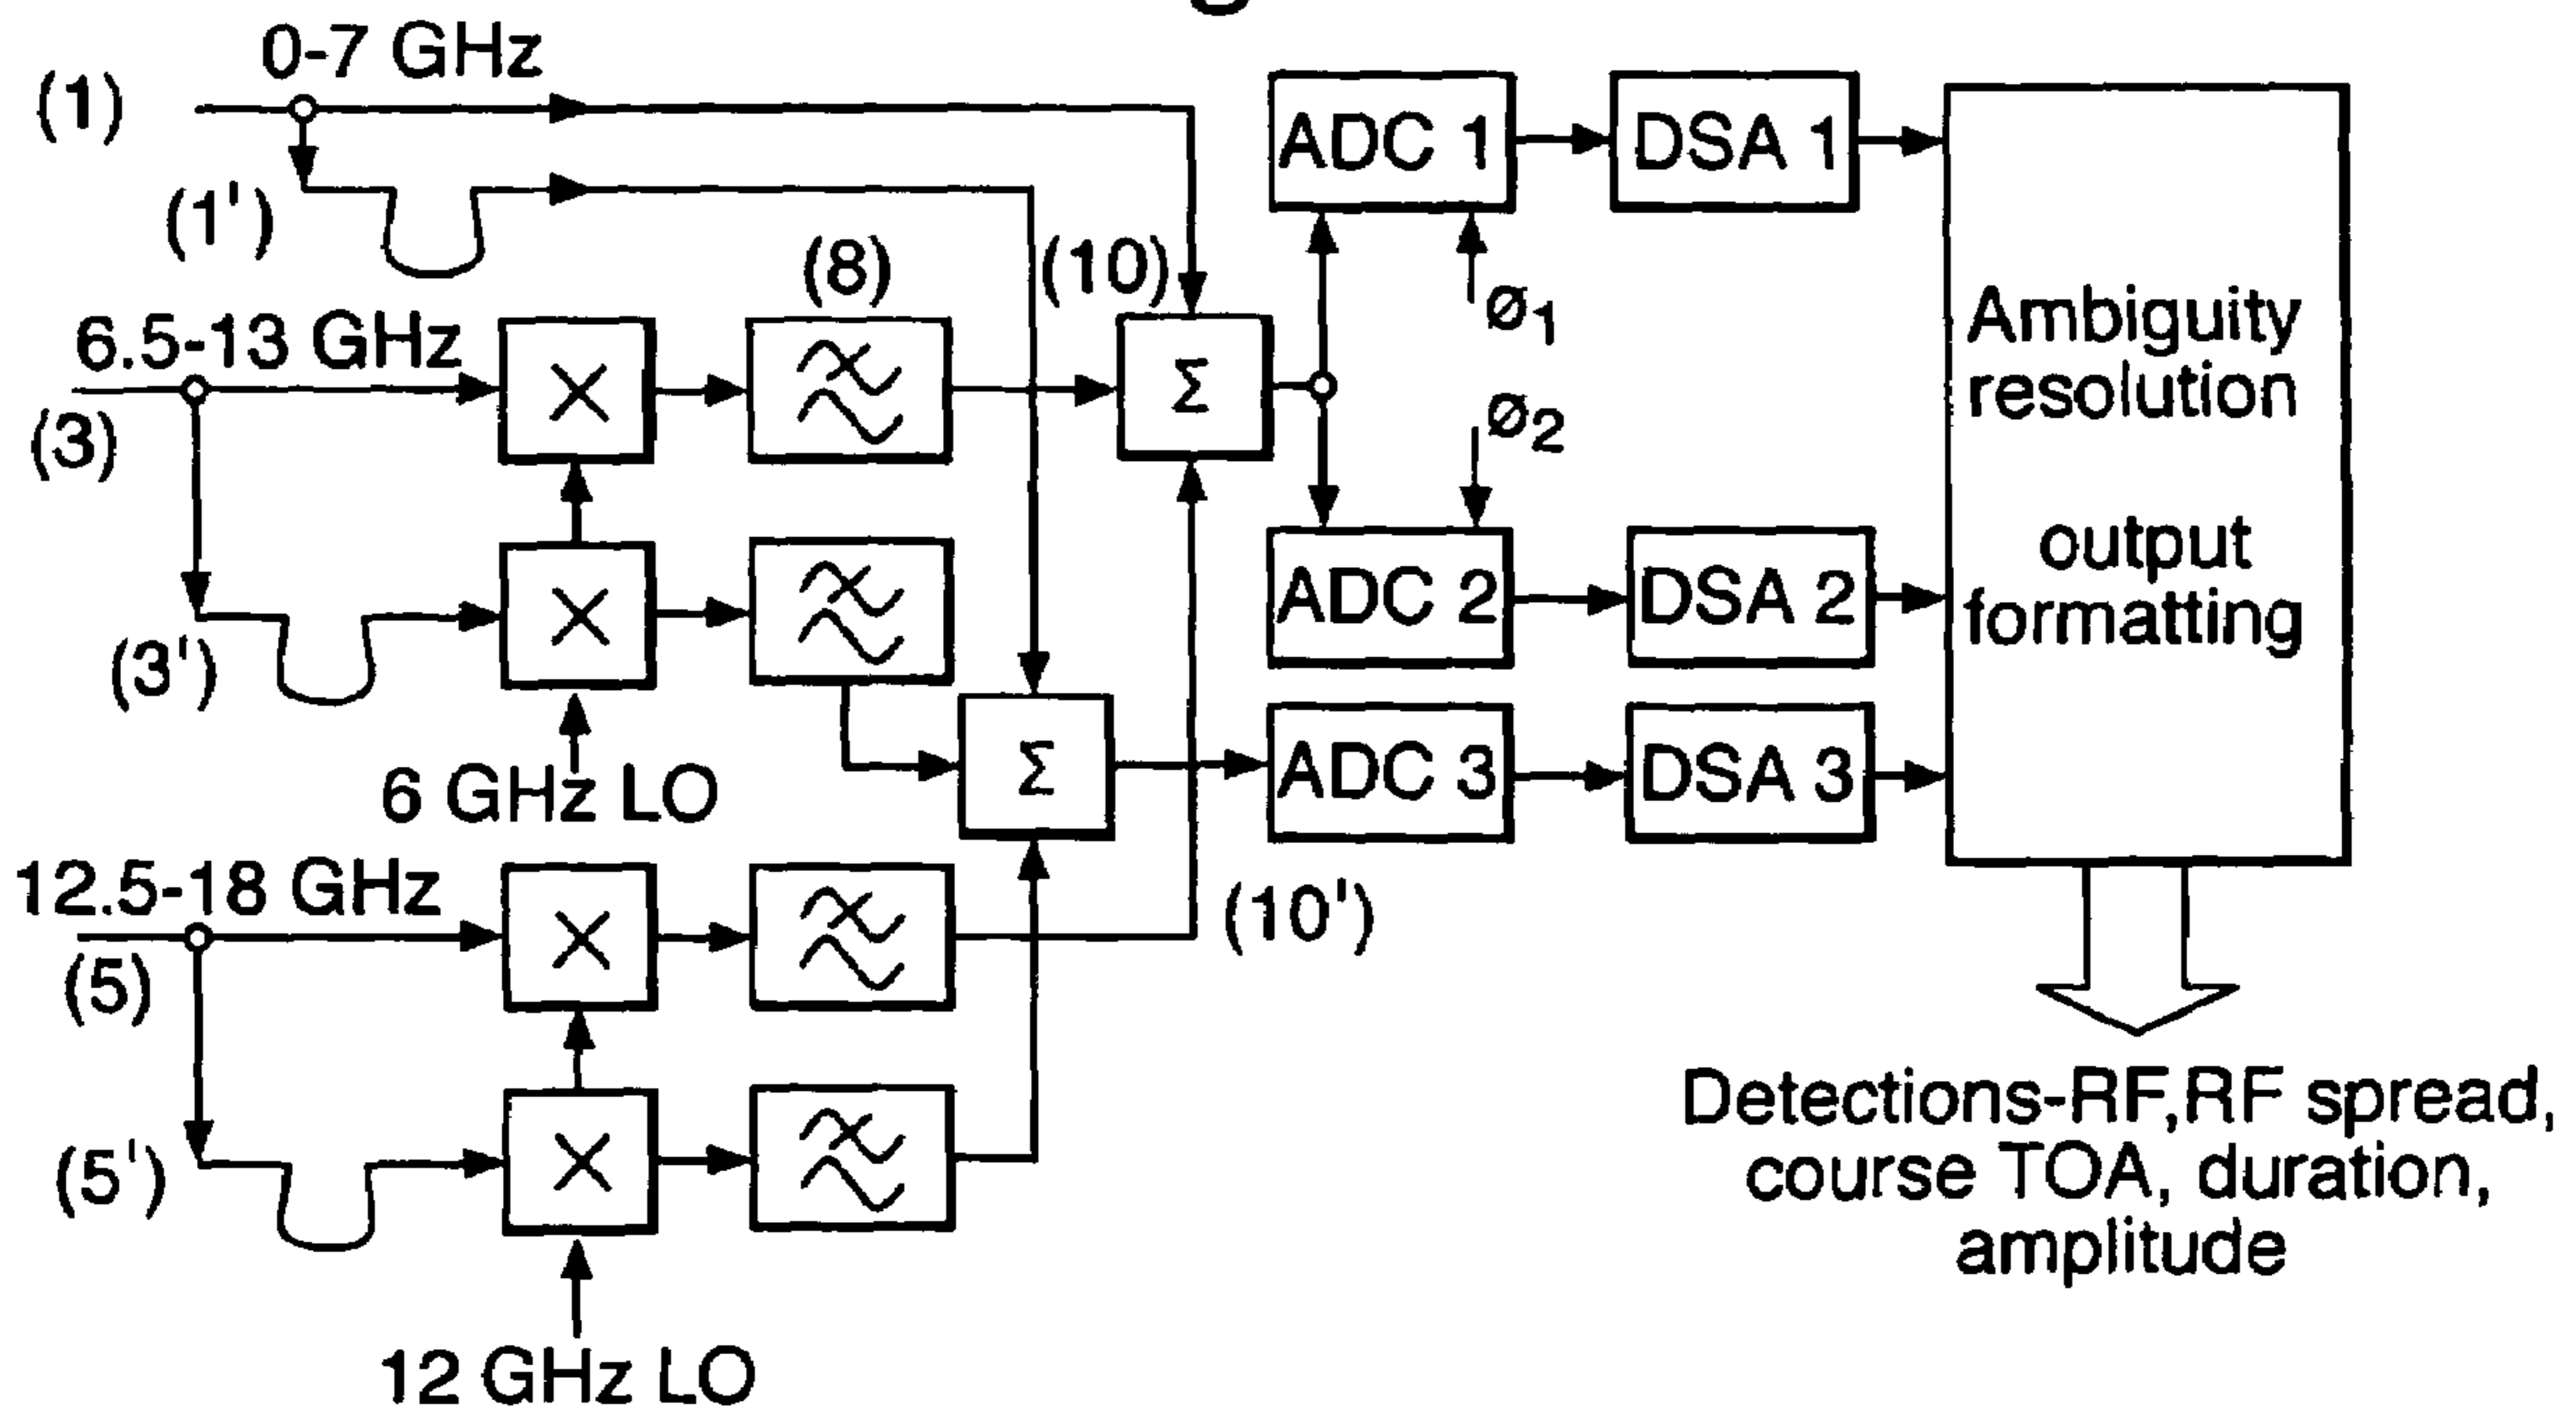 0-7 GHz
(1)
(1')
(8)
(10)
6.5-13 GHz
(3)
(3')
6 GHz LO
12.5-18 GHz
(5)
(5')
12 GHz LO
Σ
Σ
(10')
ADC 1
DSA 1
ø1
ø2
ADC 2
DSA 2
ADC 3
DSA 3
Ambiguity
resolution
output
formatting
Detections-RF,RF spread,
course TOA, duration,
amplitude